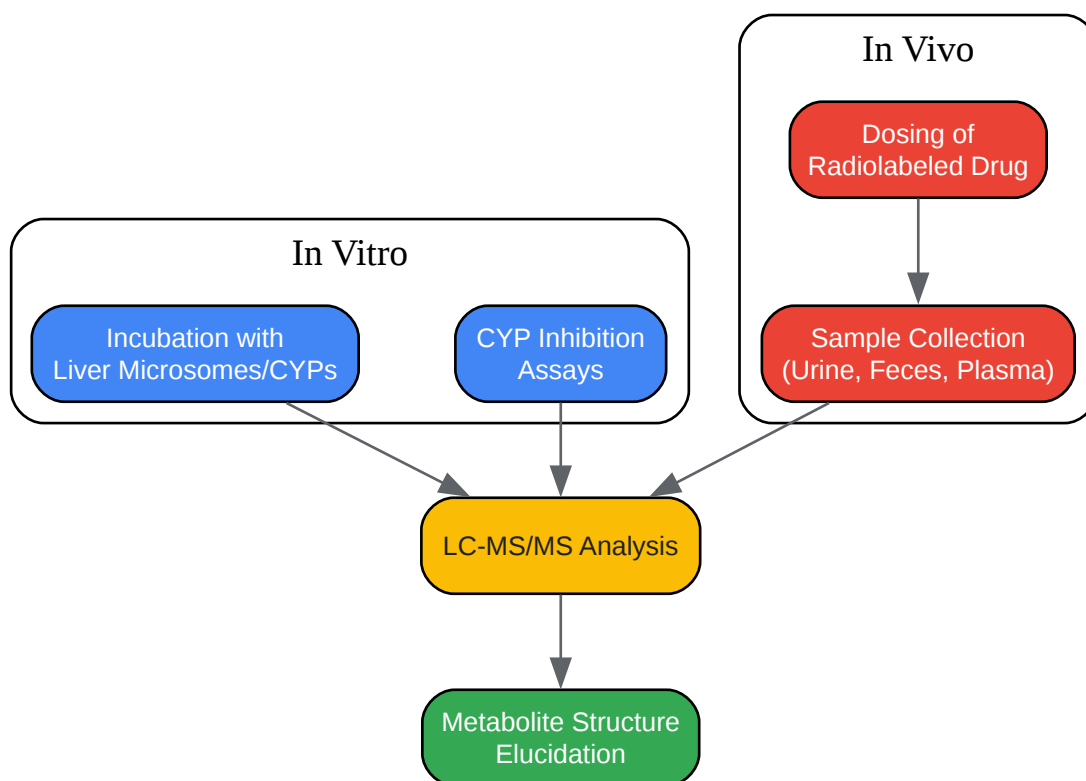 In Vivo
Dosing of
Radiolabeled Drug
In Vitro
Incubation with
Liver Microsomes/CYPs
CYP Inhibition
Assays
Sample Collection
(Urine, Feces, Plasma)
LC-MS/MS Analysis
Metabolite Structure
Elucidation